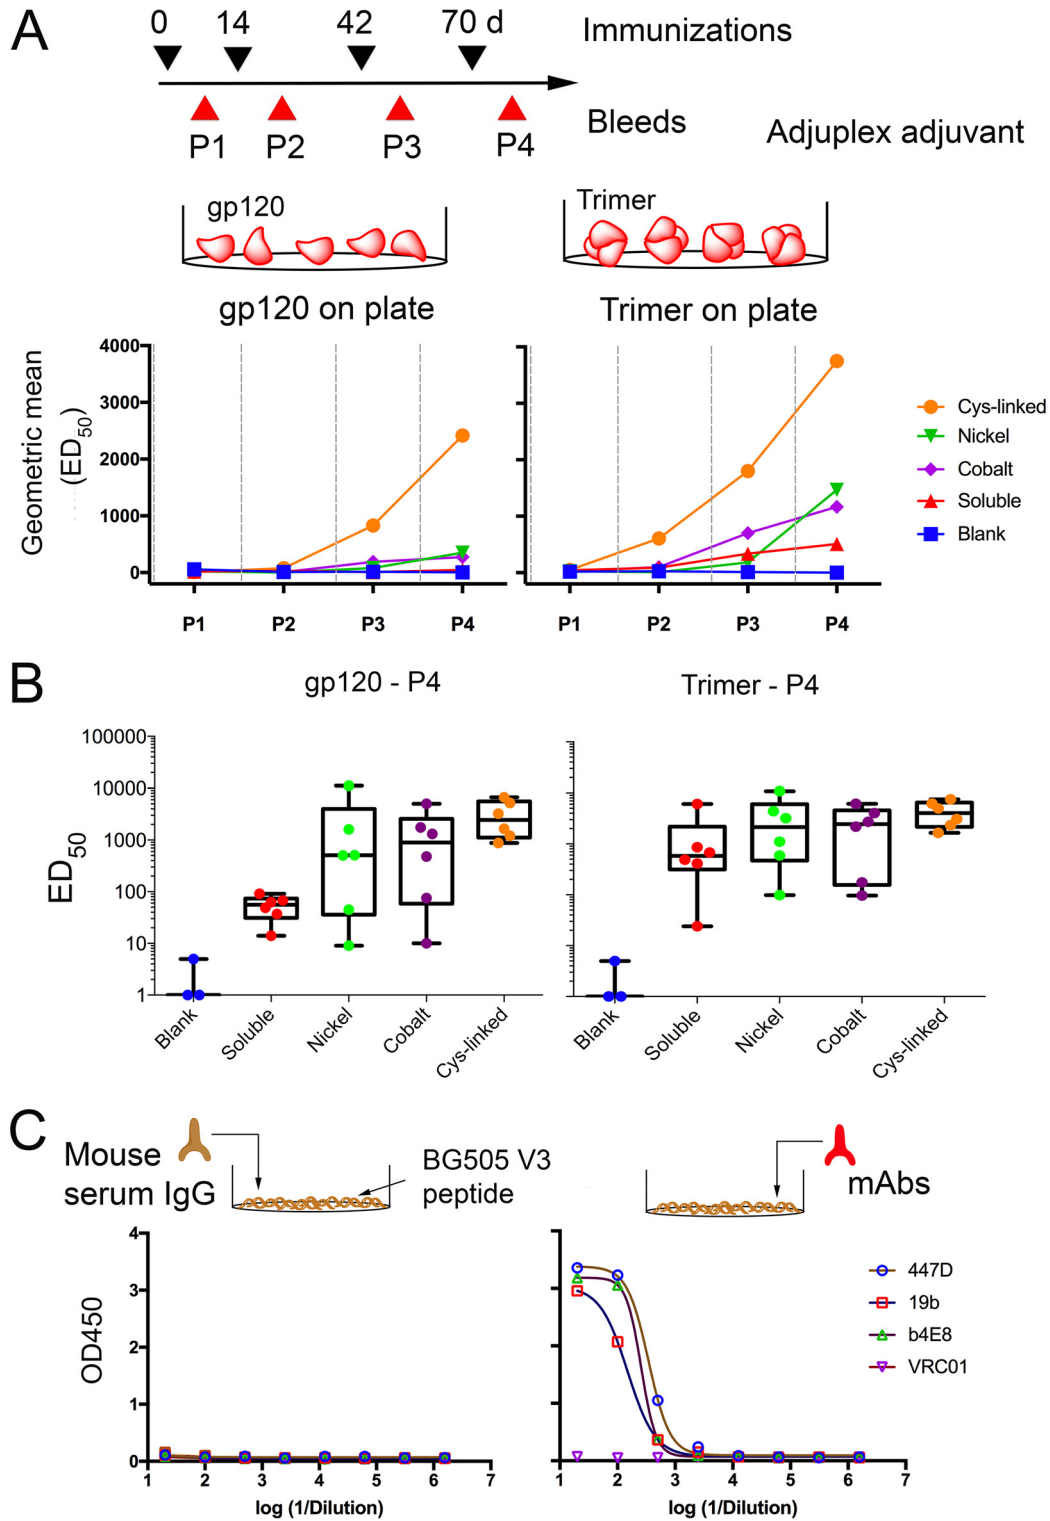 A
0 14 42 70 d
Immunizations
P1 P2 P3 P4
Bleeds
Adjuplex adjuvant
gp120
Trimer
gp120 on plate
Trimer on plate
Geometric mean
(ED50)
4000
3000
2000
1000
0
P1 P2 P3 P4
P1 P2 P3 P4
Cys-linked
Nickel
Cobalt
Soluble
Blank
B
gp120 - P4
Trimer - P4
ED50
100000
10000
1000
100
10
1
Blank Soluble Nickel Cobalt Cys-linked
Blank Soluble Nickel Cobalt Cys-linked
C
Mouse
serum IgG
BG505 V3
peptide
mAbs
OD450
4
3
2
1
0
1 2 3 4 5 6 7
log (1/Dilution)
1 2 3 4 5 6 7
log (1/Dilution)
447D
19b
b4E8
VRC01